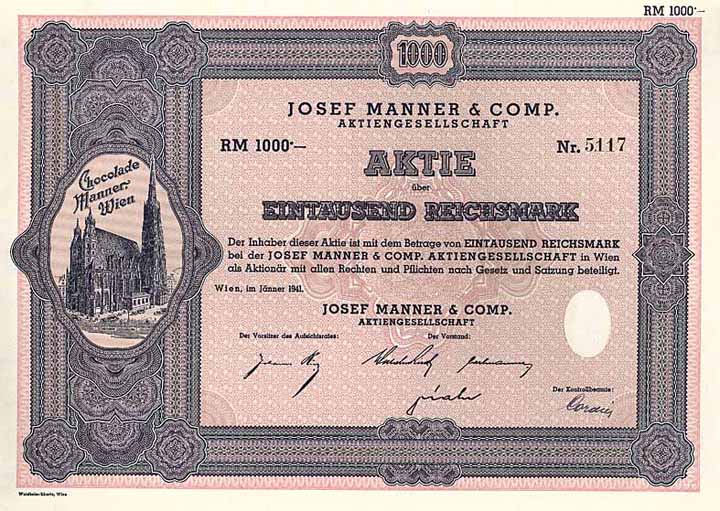 RM 1000·—
1000
JOSEF MANNER & COMP.
AKTIENGESELLSCHAFT
RM 1000·— Nr. 5117
AKTIE
über
EINTAUSEND REICHSMARK
Chocolade
Manner
Wien
Der Inhaber dieser Aktie ist mit dem Betrage von EINTAUSEND REICHSMARK
bei der JOSEF MANNER & COMP. AKTIENGESELLSCHAFT in Wien
als Aktionär mit allen Rechten und Pflichten nach Gesetz und Satzung beteiligt.
Wien, im Jänner 1941.
JOSEF MANNER & COMP.
AKTIENGESELLSCHAFT
Der Vorsitzer des Aufsichtsrates: Der Vorstand:
Der Kontrollbeamte:
Waldheim-Eberle, Wien